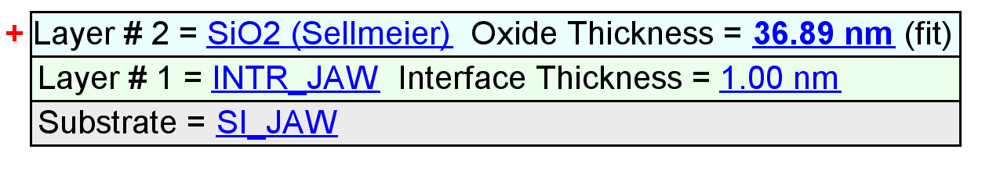 + Layer # 2 = SiO2 (Sellmeier) Oxide Thickness = 36.89 nm (fit)
Layer # 1 = INTR_JAW Interface Thickness = 1.00 nm
Substrate = SI_JAW